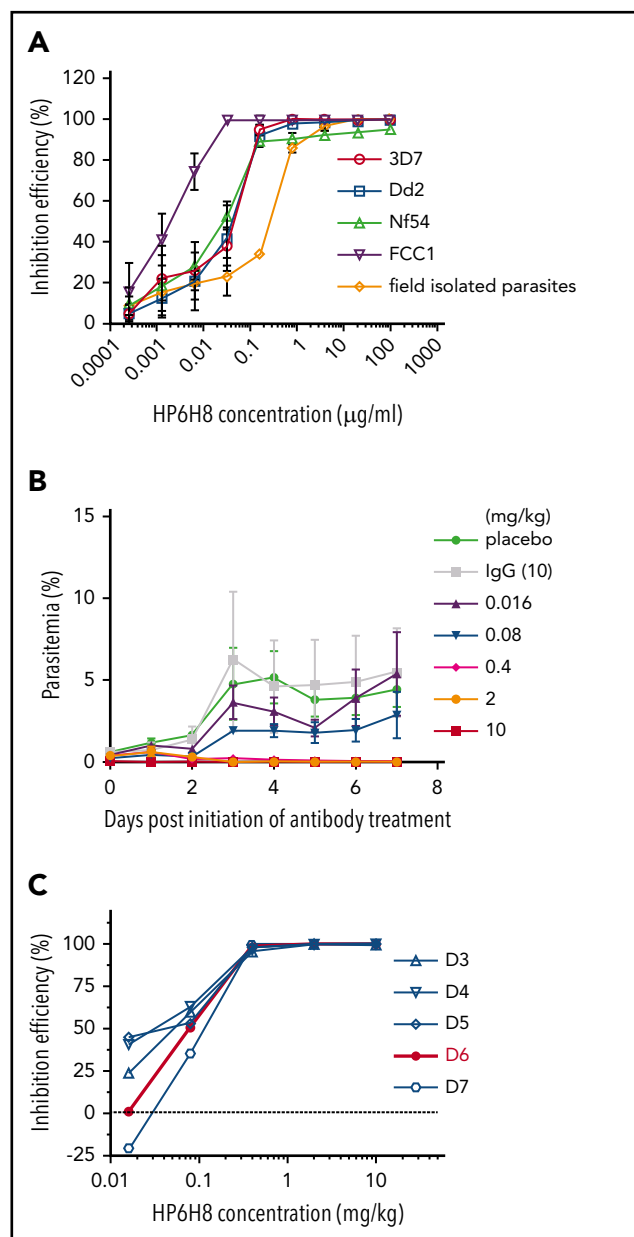 A
120
100
80
60
40
20
0
Inhibition efficiency (%)
3D7
Dd2
Nf54
FCC1
field isolated parasites
0.0001
0.001
0.01
0.1
1
10
100
1000
HP6H8 concentration (μg/ml)
B
15
10
5
0
Parasitemia (%)
(mg/kg)
placebo
IgG (10)
0.016
0.08
0.4
2
10
0
2
4
6
8
Days post initiation of antibody treatment
C
100
75
50
25
0
-25
Inhibition efficiency (%)
D3
D4
D5
D6
D7
0.01
0.1
1
10
HP6H8 concentration (mg/kg)